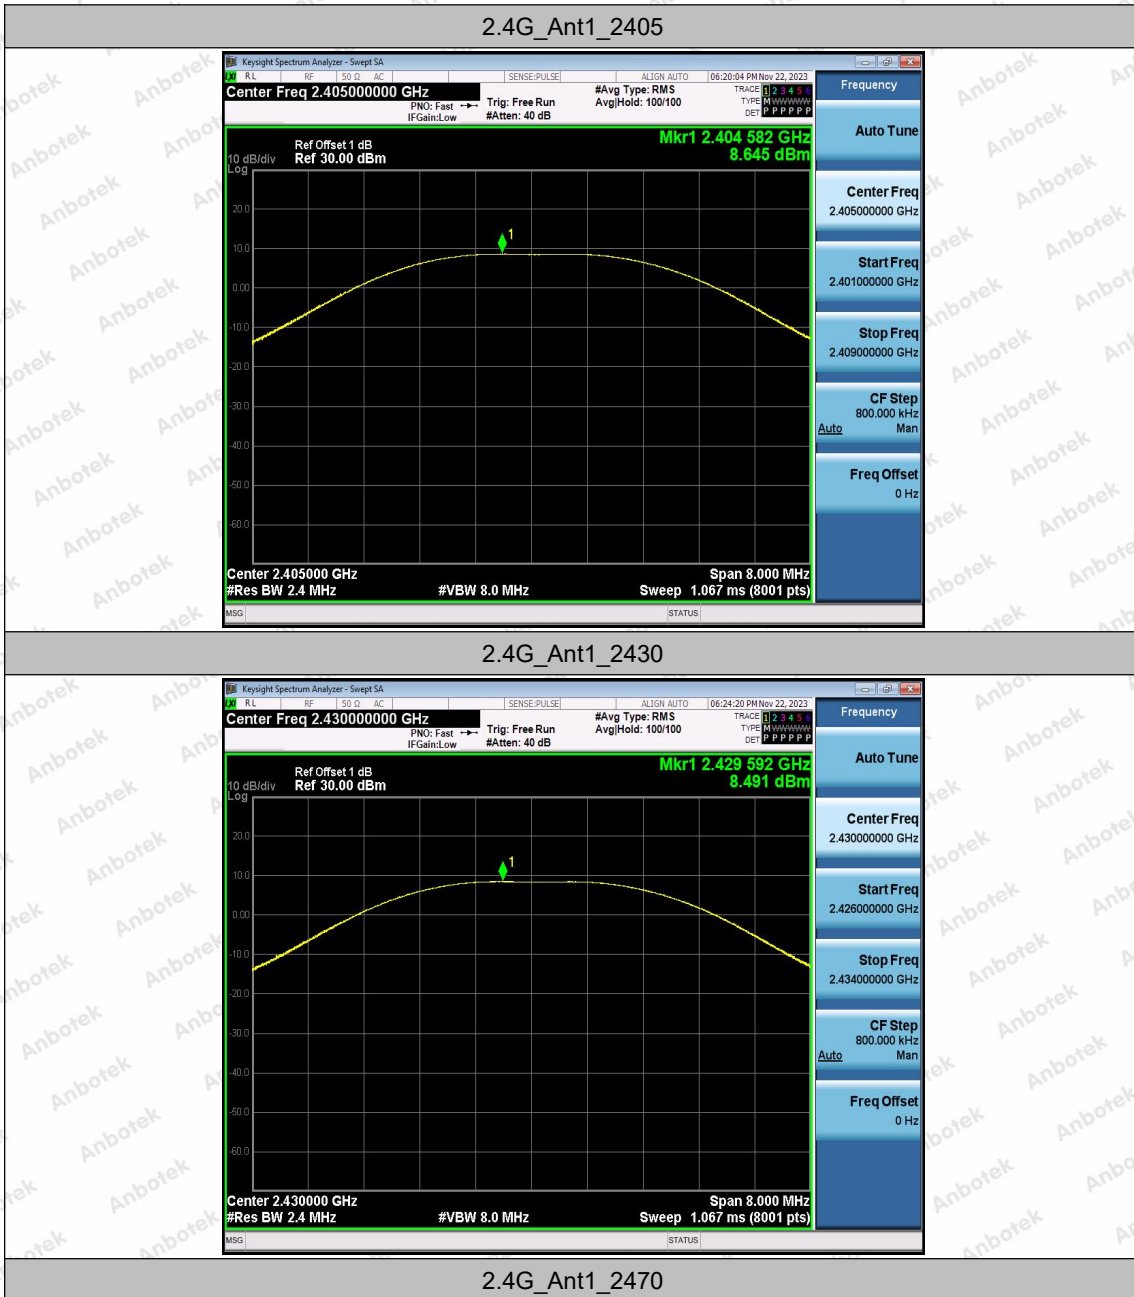 2.4G_Ant1_2405
Keysight Spectrum Analyzer - Swept SA
LXI RL RF 50 Ω AC SENSE:PULSE ALIGN AUTO 06:20:04 PM Nov 22, 2023
Center Freq 2.405000000 GHz
PNO: Fast
IFGain:Low
Trig: Free Run
#Atten: 40 dB
#Avg Type: RMS
Avg|Hold: 100/100
TRACE 1 2 3 4 5 6
TYPE M WWWWW
DET P P P P P P
Mkr1 2.404 582 GHz
8.645 dBm
Ref Offset 1 dB
10 dB/div Ref 30.00 dBm
Log
20.0
1
10.0
0.00
-10.0
-20.0
-30.0
-40.0
-50.0
-60.0
Center 2.405000 GHz Span 8.000 MHz
#Res BW 2.4 MHz #VBW 8.0 MHz Sweep 1.067 ms (8001 pts)
MSG STATUS
Frequency
Auto Tune
Center Freq
2.405000000 GHz
Start Freq
2.401000000 GHz
Stop Freq
2.409000000 GHz
CF Step
800.000 kHz
Auto Man
Freq Offset
0 Hz
2.4G_Ant1_2430
Keysight Spectrum Analyzer - Swept SA
LXI RL RF 50 Ω AC SENSE:PULSE ALIGN AUTO 06:24:20 PM Nov 22, 2023
Center Freq 2.430000000 GHz
PNO: Fast
IFGain:Low
Trig: Free Run
#Atten: 40 dB
#Avg Type: RMS
Avg|Hold: 100/100
TRACE 1 2 3 4 5 6
TYPE M WWWWW
DET P P P P P P
Mkr1 2.429 592 GHz
8.491 dBm
Ref Offset 1 dB
10 dB/div Ref 30.00 dBm
Log
20.0
1
10.0
0.00
-10.0
-20.0
-30.0
-40.0
-50.0
-60.0
Center 2.430000 GHz Span 8.000 MHz
#Res BW 2.4 MHz #VBW 8.0 MHz Sweep 1.067 ms (8001 pts)
MSG STATUS
Frequency
Auto Tune
Center Freq
2.430000000 GHz
Start Freq
2.426000000 GHz
Stop Freq
2.434000000 GHz
CF Step
800.000 kHz
Auto Man
Freq Offset
0 Hz
2.4G_Ant1_2470
Anbotek